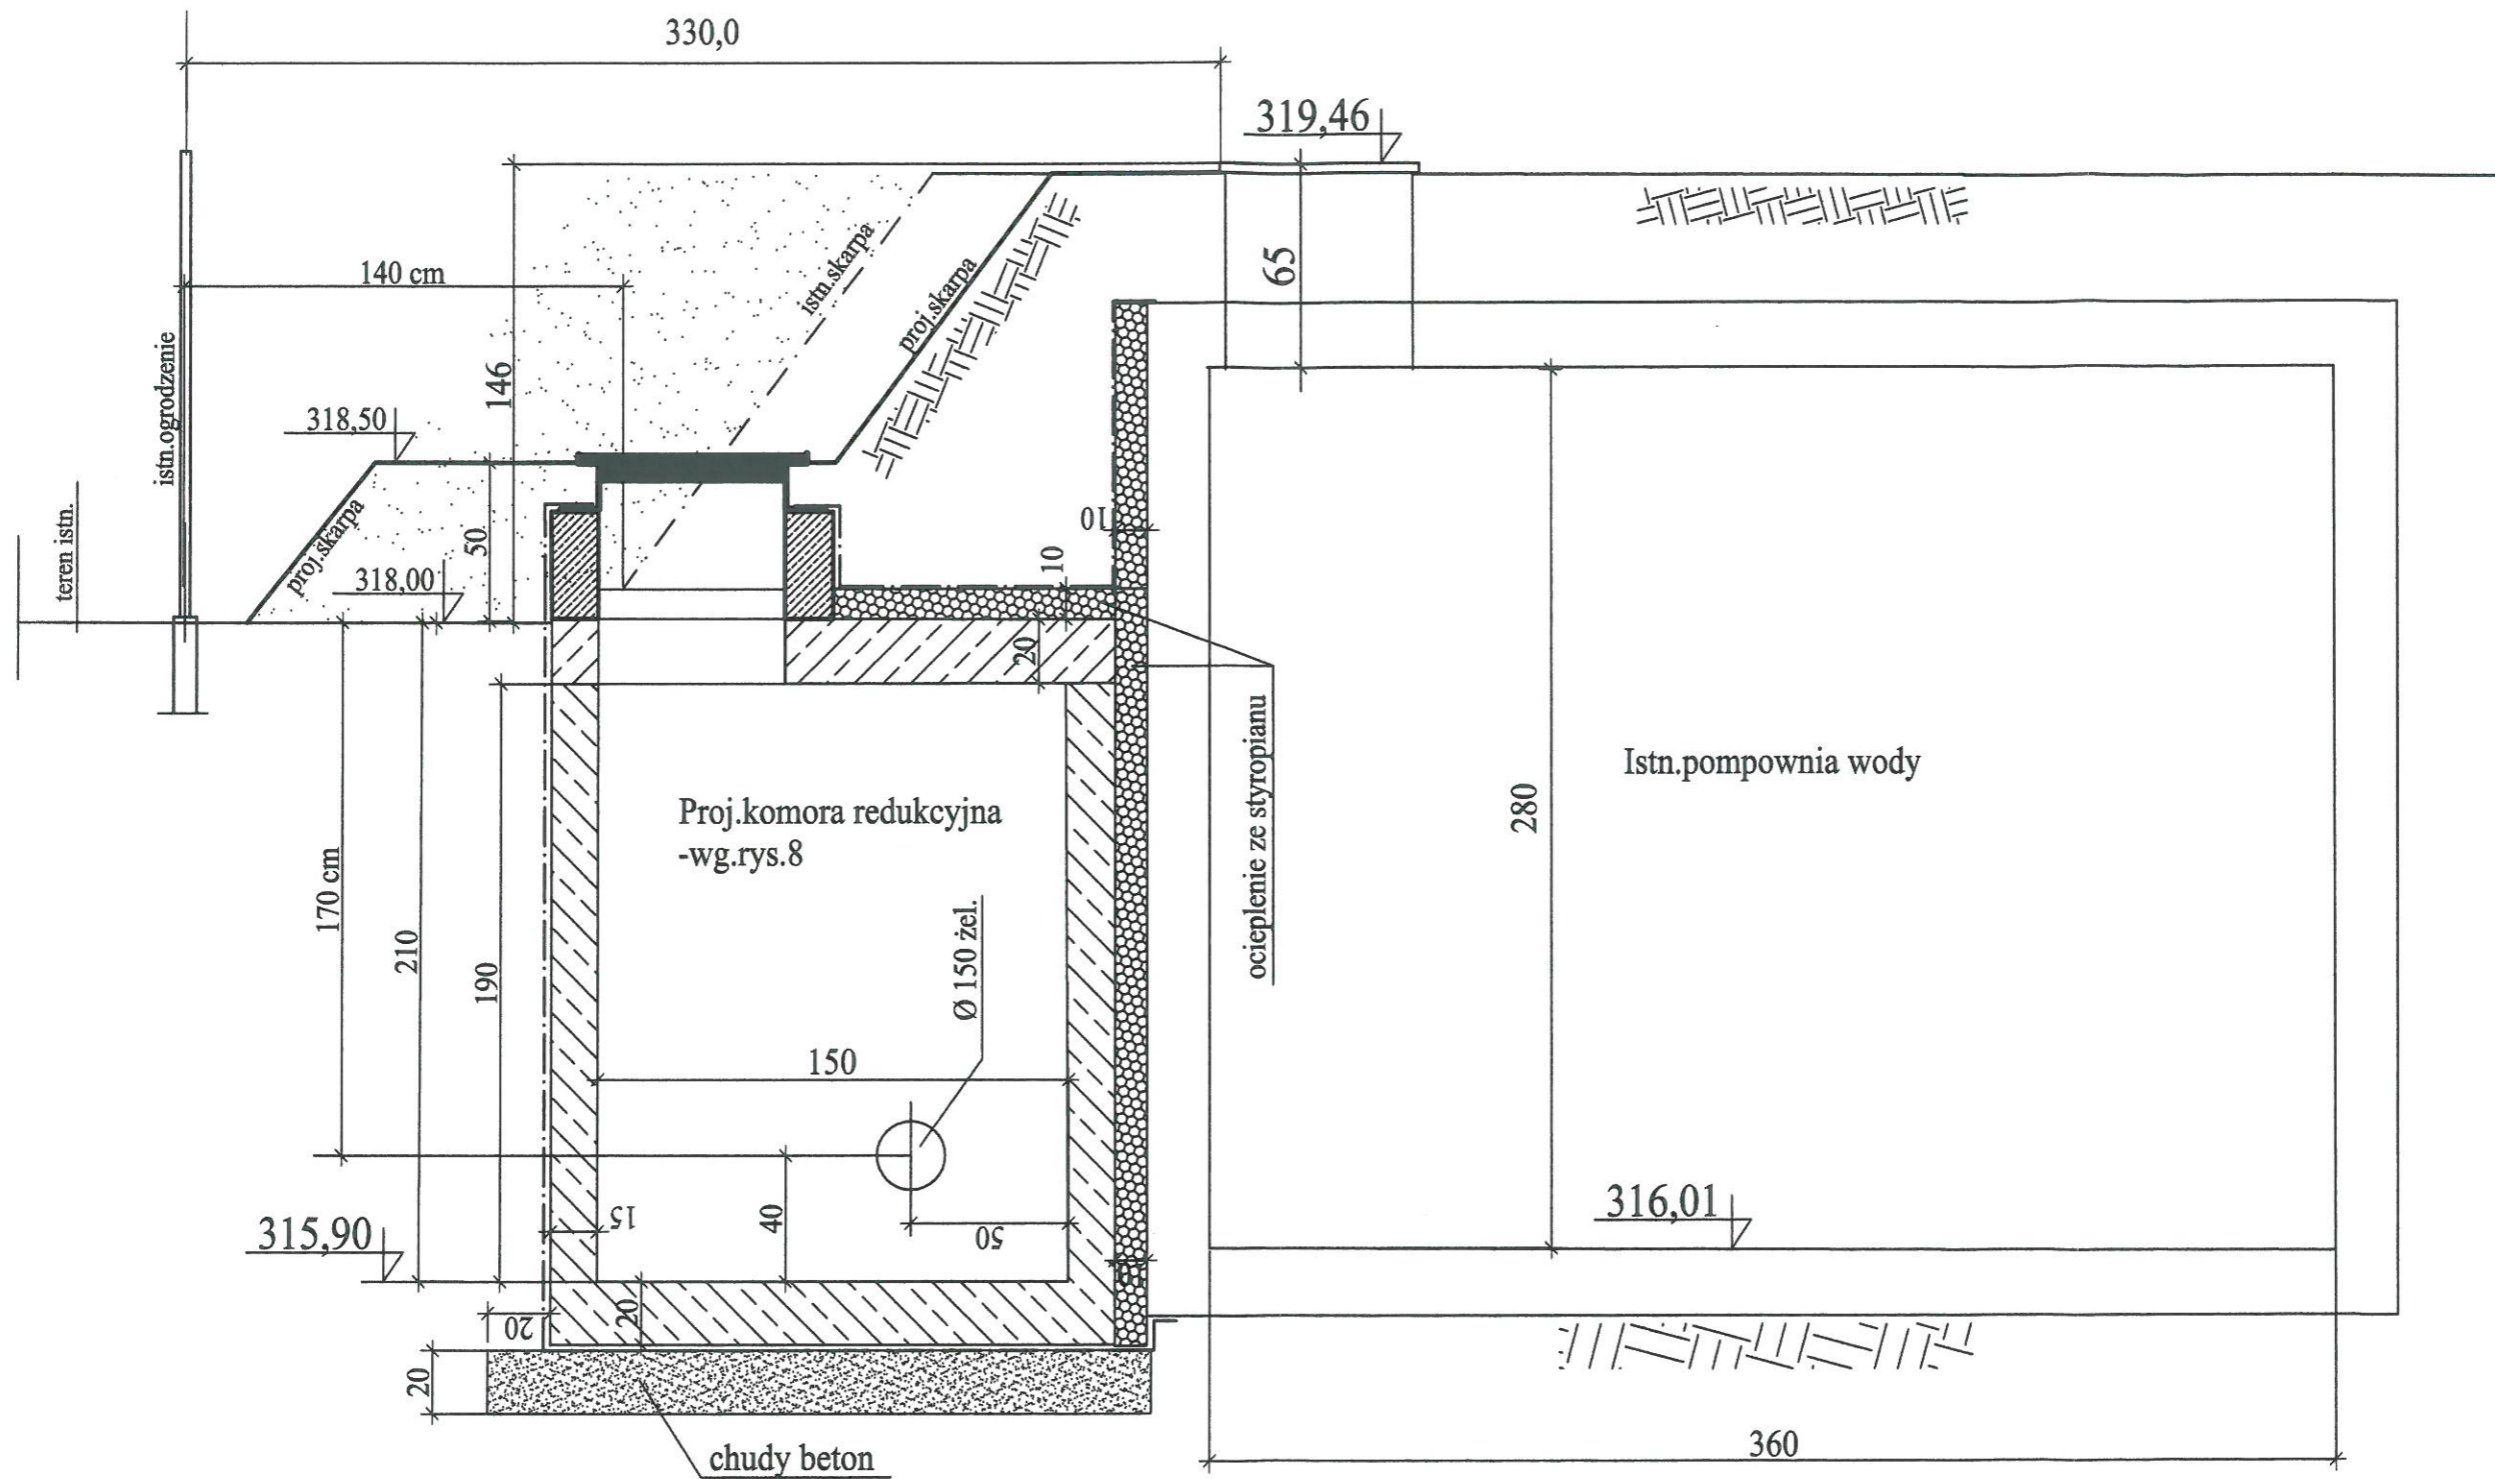 330,0
319,46
140 cm
istn.skarpa
proj.skarpa
65
istn.ogrodzenie
146
318,50
teren istn.
proj.skarpa
50
318,00
10
10
20
Istn.pompownia wody
280
ocieplenie ze styropianu
Proj.komora redukcyjna
-wg.rys.8
170 cm
210
190
Ø 150 żel.
150
316,01
15
40
50
315,90
20
20
20
chudy beton
360